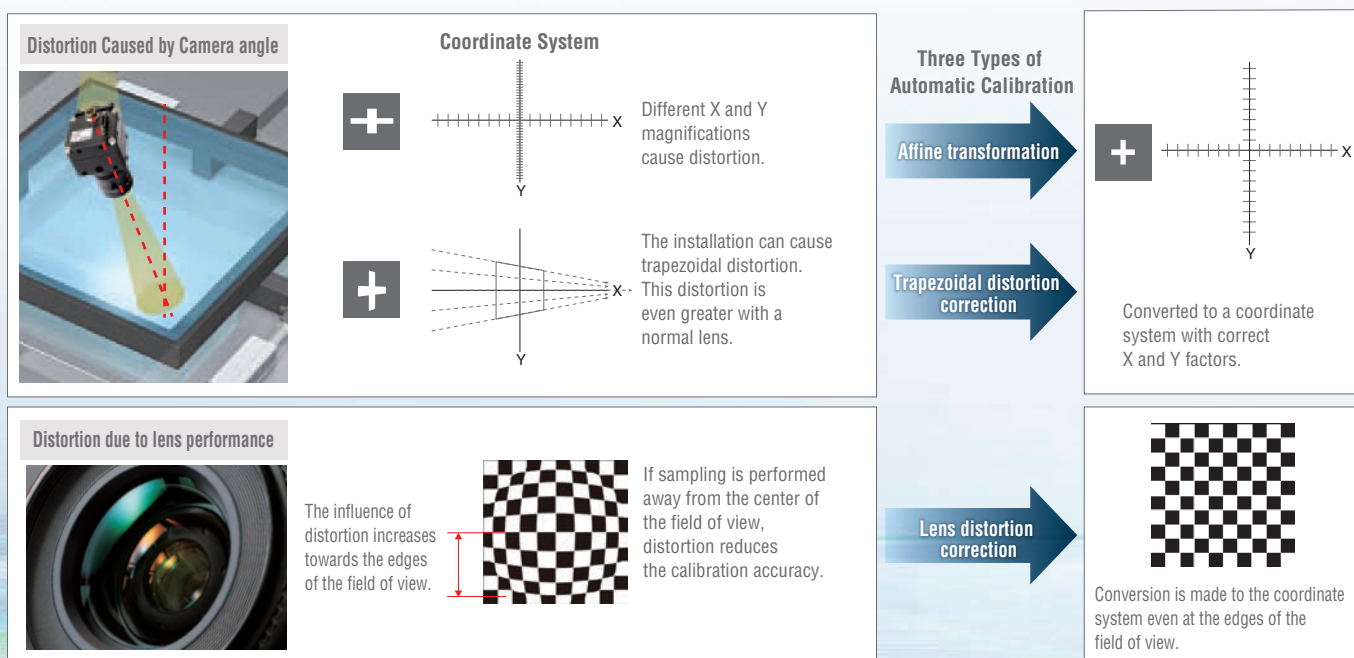 Distortion Caused by Camera angle
Coordinate System
X
Y
Different X and Y
magnifications
cause distortion.
X
Y
The installation can cause
trapezoidal distortion.
This distortion is
even greater with a
normal lens.
Three Types of
Automatic Calibration
Affine transformation
Trapezoidal distortion
correction
X
Y
Converted to a coordinate
system with correct
X and Y factors.
Distortion due to lens performance
The influence of
distortion increases
towards the edges
of the field of view.
If sampling is performed
away from the center of
the field of view,
distortion reduces
the calibration accuracy.
Lens distortion
correction
Conversion is made to the coordinate
system even at the edges of the
field of view.